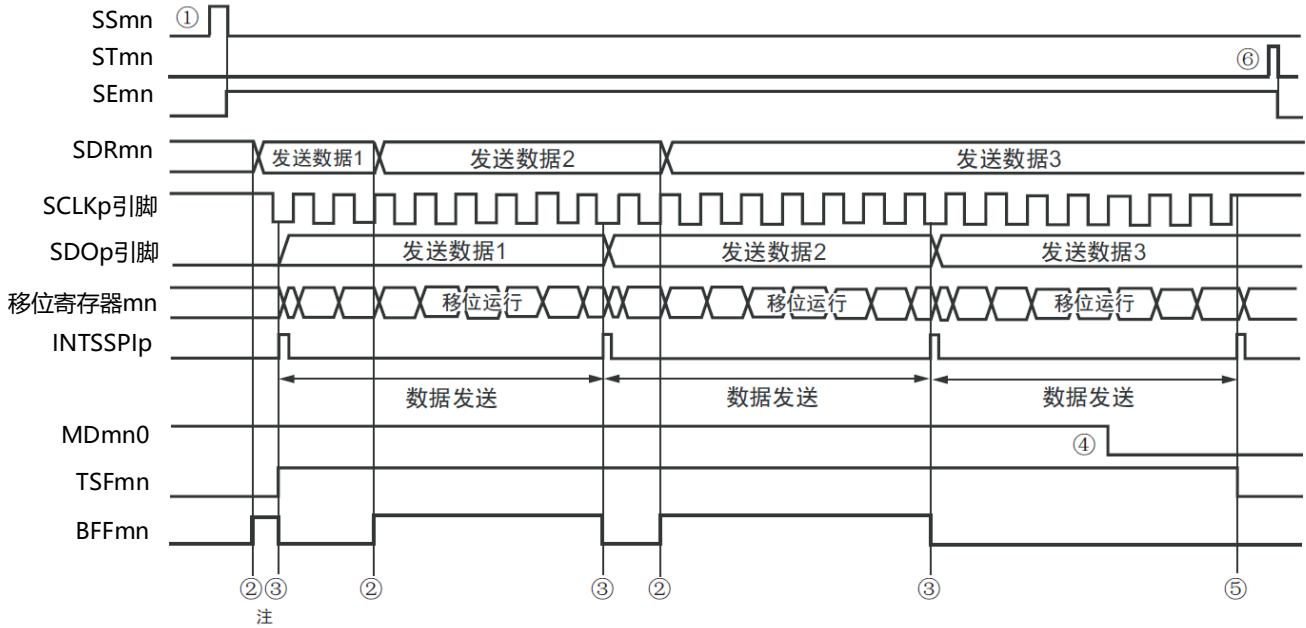 SSmn ①
STmn ⑥
SEmn
SDRmn 发送数据1 发送数据2 发送数据3
SCLKp引脚
SDOp引脚 发送数据1 发送数据2 发送数据3
移位寄存器mn 移位运行 移位运行 移位运行
INTSSPIp
数据发送 数据发送 数据发送
MDmn0 ④
TSFmn
BFFmn
②③ ② ③ ② ③ ⑤
注